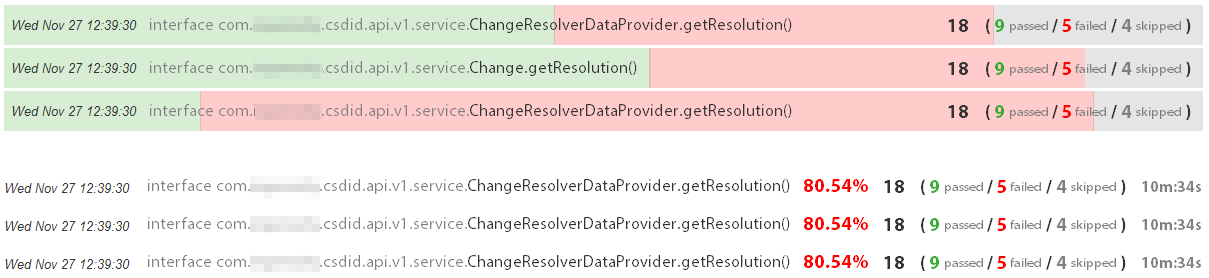 Wed Nov 27 12:39:30 interface com. .csdid.api.v1.service.ChangeResolverDataProvider.getResolution() 18 ( 9 passed / 5 failed / 4 skipped )
Wed Nov 27 12:39:30 interface com. .csdid.api.v1.service.Change.getResolution() 18 ( 9 passed / 5 failed / 4 skipped )
Wed Nov 27 12:39:30 interface com. .csdid.api.v1.service.ChangeResolverDataProvider.getResolution() 18 ( 9 passed / 5 failed / 4 skipped )
Wed Nov 27 12:39:30 interface com. .csdid.api.v1.service.ChangeResolverDataProvider.getResolution() 80.54% 18 ( 9 passed / 5 failed / 4 skipped ) 10m:34s
Wed Nov 27 12:39:30 interface com. .csdid.api.v1.service.ChangeResolverDataProvider.getResolution() 80.54% 18 ( 9 passed / 5 failed / 4 skipped ) 10m:34s
Wed Nov 27 12:39:30 interface com. .csdid.api.v1.service.ChangeResolverDataProvider.getResolution() 80.54% 18 ( 9 passed / 5 failed / 4 skipped ) 10m:34s